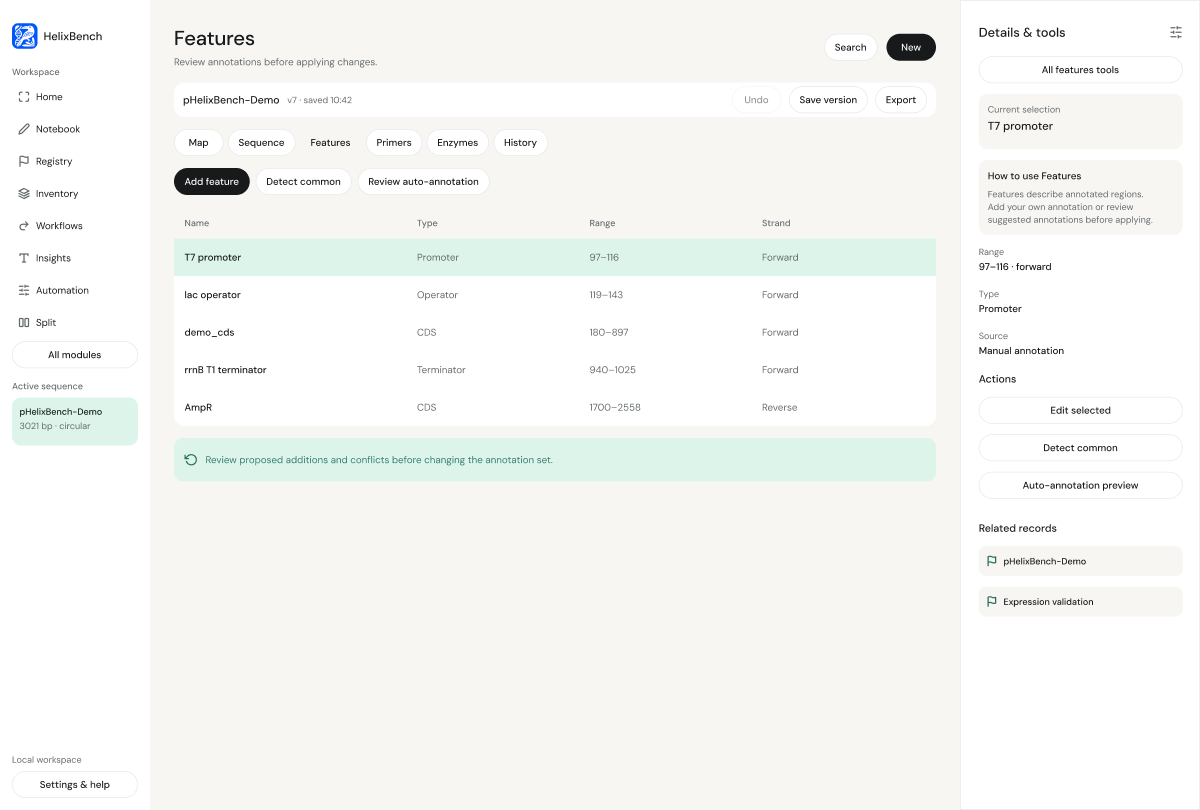 HelixBench
Workspace
Home
Notebook
Registry
Inventory
Workflows
Insights
Automation
Split
All modules
Active sequence
pHelixBench-Demo
3021 bp · circular
Local workspace
Settings & help
Features
Review annotations before applying changes.
Search
New
pHelixBench-Demo v7 · saved 10:42
Undo
Save version
Export
Map
Sequence
Features
Primers
Enzymes
History
Add feature
Detect common
Review auto-annotation
Name Type Range Strand
T7 promoter Promoter 97–116 Forward
lac operator Operator 119–143 Forward
demo_cds CDS 180–897 Forward
rrnB T1 terminator Terminator 940–1025 Forward
AmpR CDS 1700–2558 Reverse
Review proposed additions and conflicts before changing the annotation set.
Details & tools
All features tools
Current selection
T7 promoter
How to use Features
Features describe annotated regions.
Add your own annotation or review
suggested annotations before applying.
Range
97–116 · forward
Type
Promoter
Source
Manual annotation
Actions
Edit selected
Detect common
Auto-annotation preview
Related records
pHelixBench-Demo
Expression validation